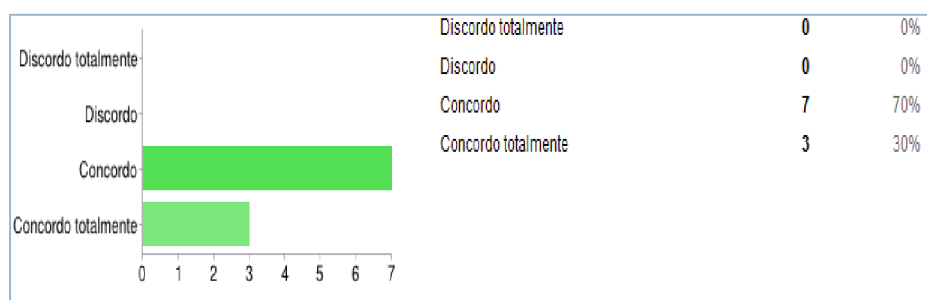 Discordo totalmente
Discordo
Concordo
Concordo totalmente
0 1 2 3 4 5 6 7
Discordo totalmente 0 0%
Discordo 0 0%
Concordo 7 70%
Concordo totalmente 3 30%